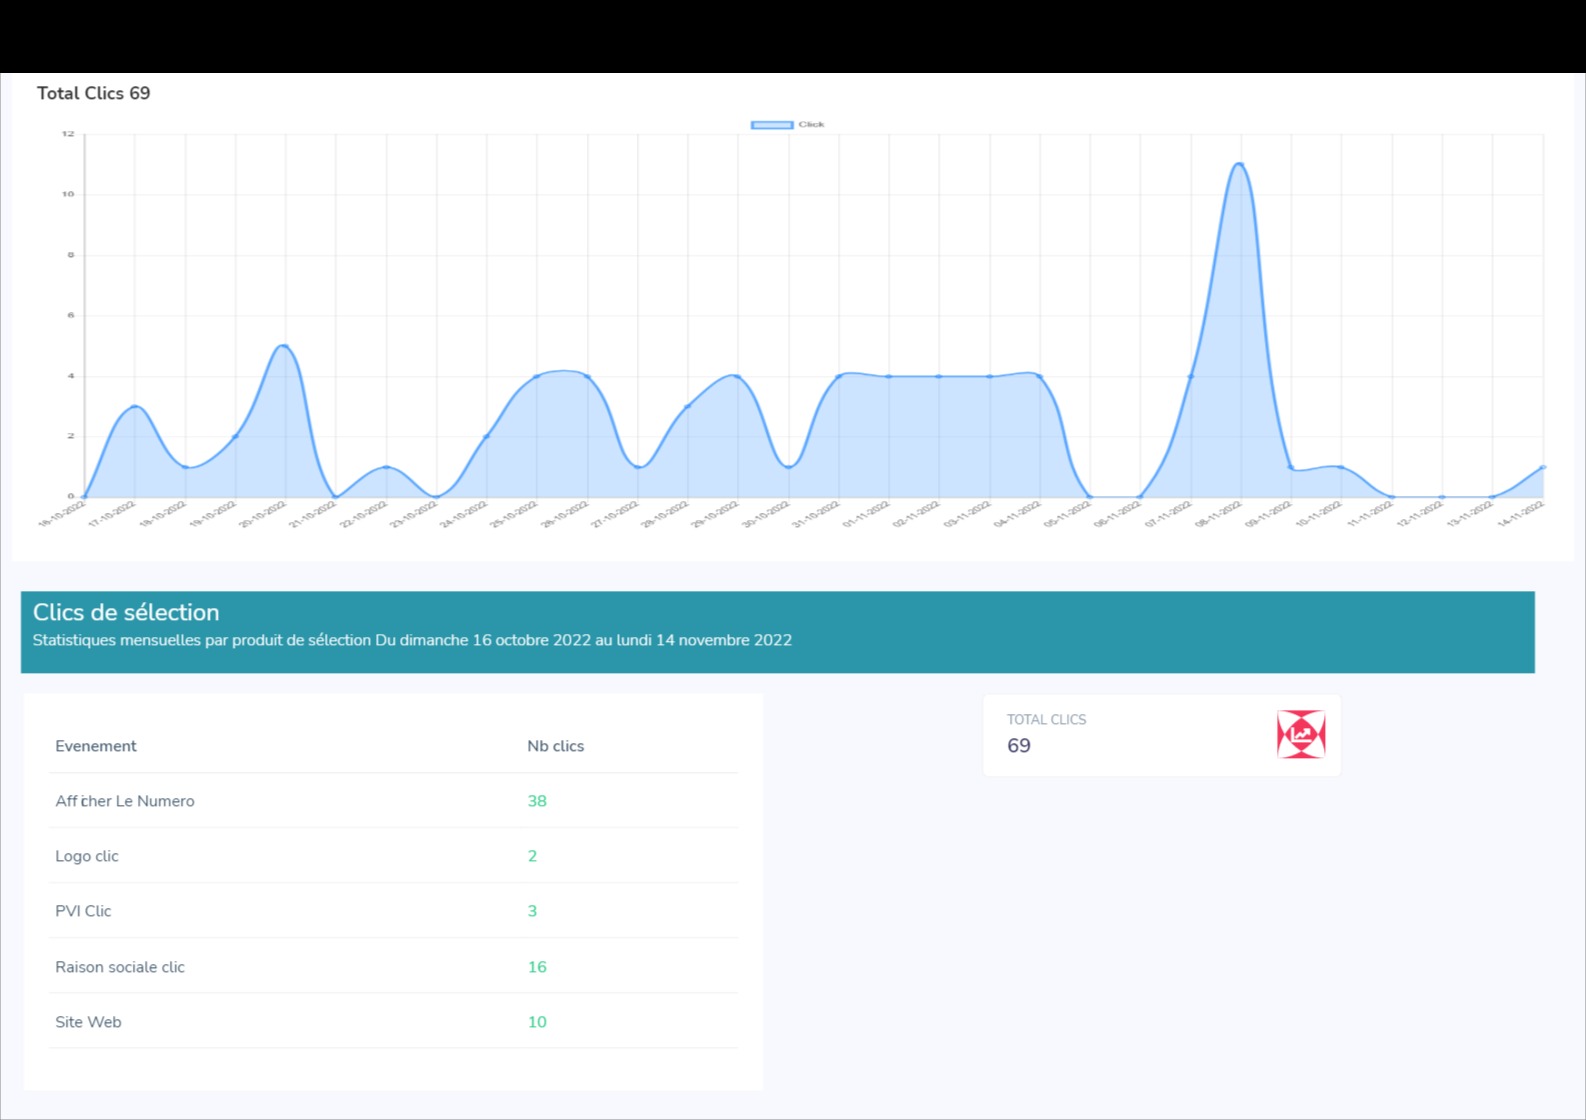 Total Clics 69
Click
12
10
8
6
4
2
0
16-10-2022 17-10-2022 18-10-2022 19-10-2022 20-10-2022 21-10-2022 22-10-2022 23-10-2022 24-10-2022 25-10-2022 26-10-2022 27-10-2022 28-10-2022 29-10-2022 30-10-2022 31-10-2022 01-11-2022 02-11-2022 03-11-2022 04-11-2022 05-11-2022 06-11-2022 07-11-2022 08-11-2022 09-11-2022 10-11-2022 11-11-2022 12-11-2022 13-11-2022 14-11-2022
Clics de sélection
Statistiques mensuelles par produit de sélection Du dimanche 16 octobre 2022 au lundi 14 novembre 2022
Evenement Nb clics
Afficher Le Numero 38
Logo clic 2
PVI Clic 3
Raison sociale clic 16
Site Web 10
TOTAL CLICS
69